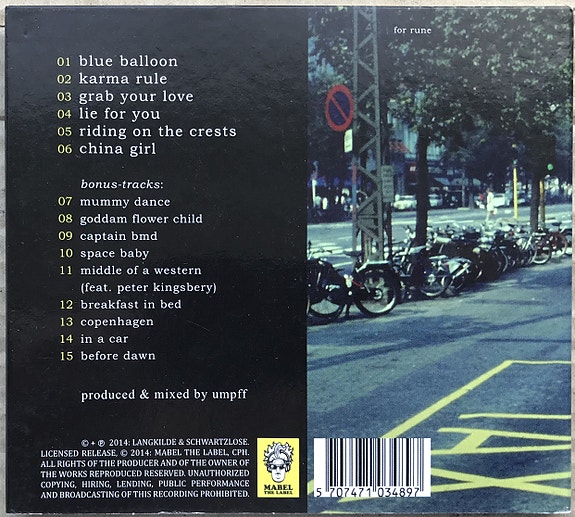 for rune
01 blue balloon
02 karma rule
03 grab your love
04 lie for you
05 riding on the crests
06 china girl
bonus-tracks:
07 mummy dance
08 goddam flower child
09 captain bmd
10 space baby
11 middle of a western
(feat. peter kingsbery)
12 breakfast in bed
13 copenhagen
14 in a car
15 before dawn
produced & mixed by umpff
© + ℗ 2014: LANGKILDE & SCHWARTZLOSE.
LICENSED RELEASE, © 2014: MABEL THE LABEL, CPH.
ALL RIGHTS OF THE PRODUCER AND OF THE OWNER OF
THE WORKS REPRODUCED RESERVED. UNAUTHORIZED
COPYING, HIRING, LENDING, PUBLIC PERFORMANCE
AND BROADCASTING OF THIS RECORDING PROHIBITED.
MABEL
THE LABEL
5 707471 034897